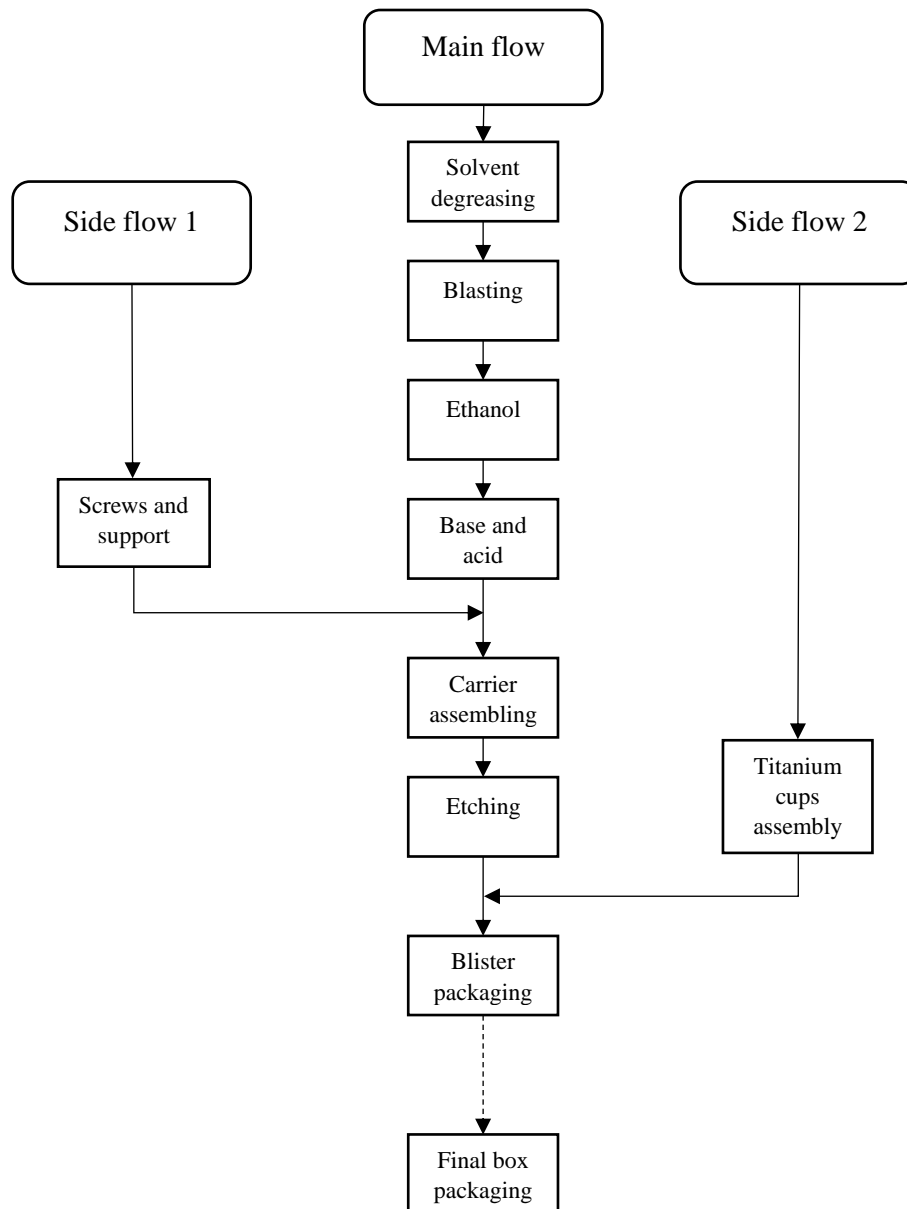 Main flow
Solvent
degreasing
Side flow 1
Side flow 2
Blasting
Ethanol
Screws and
support
Base and
acid
Carrier
assembling
Titanium
cups
assembly
Etching
Blister
packaging
Final box
packaging